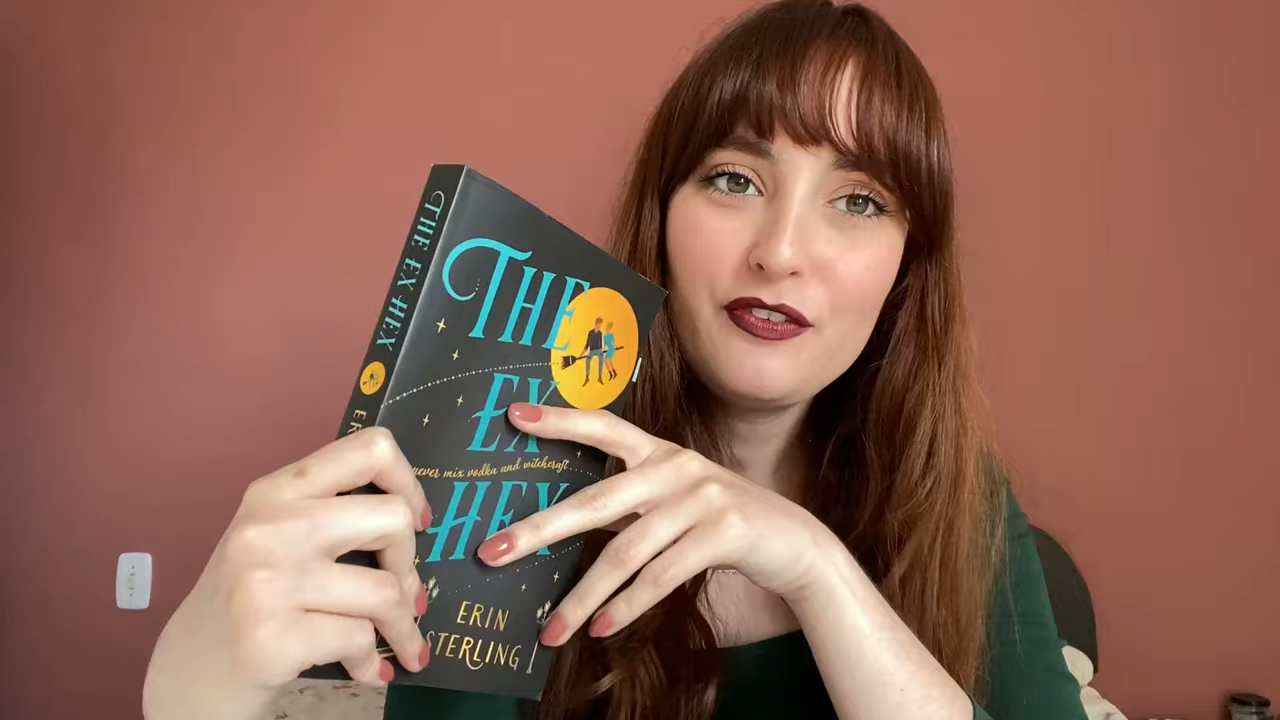 THE EX HEX
THE
EX
never mix vodka and witchcraft
HEX
ERIN
STERLING